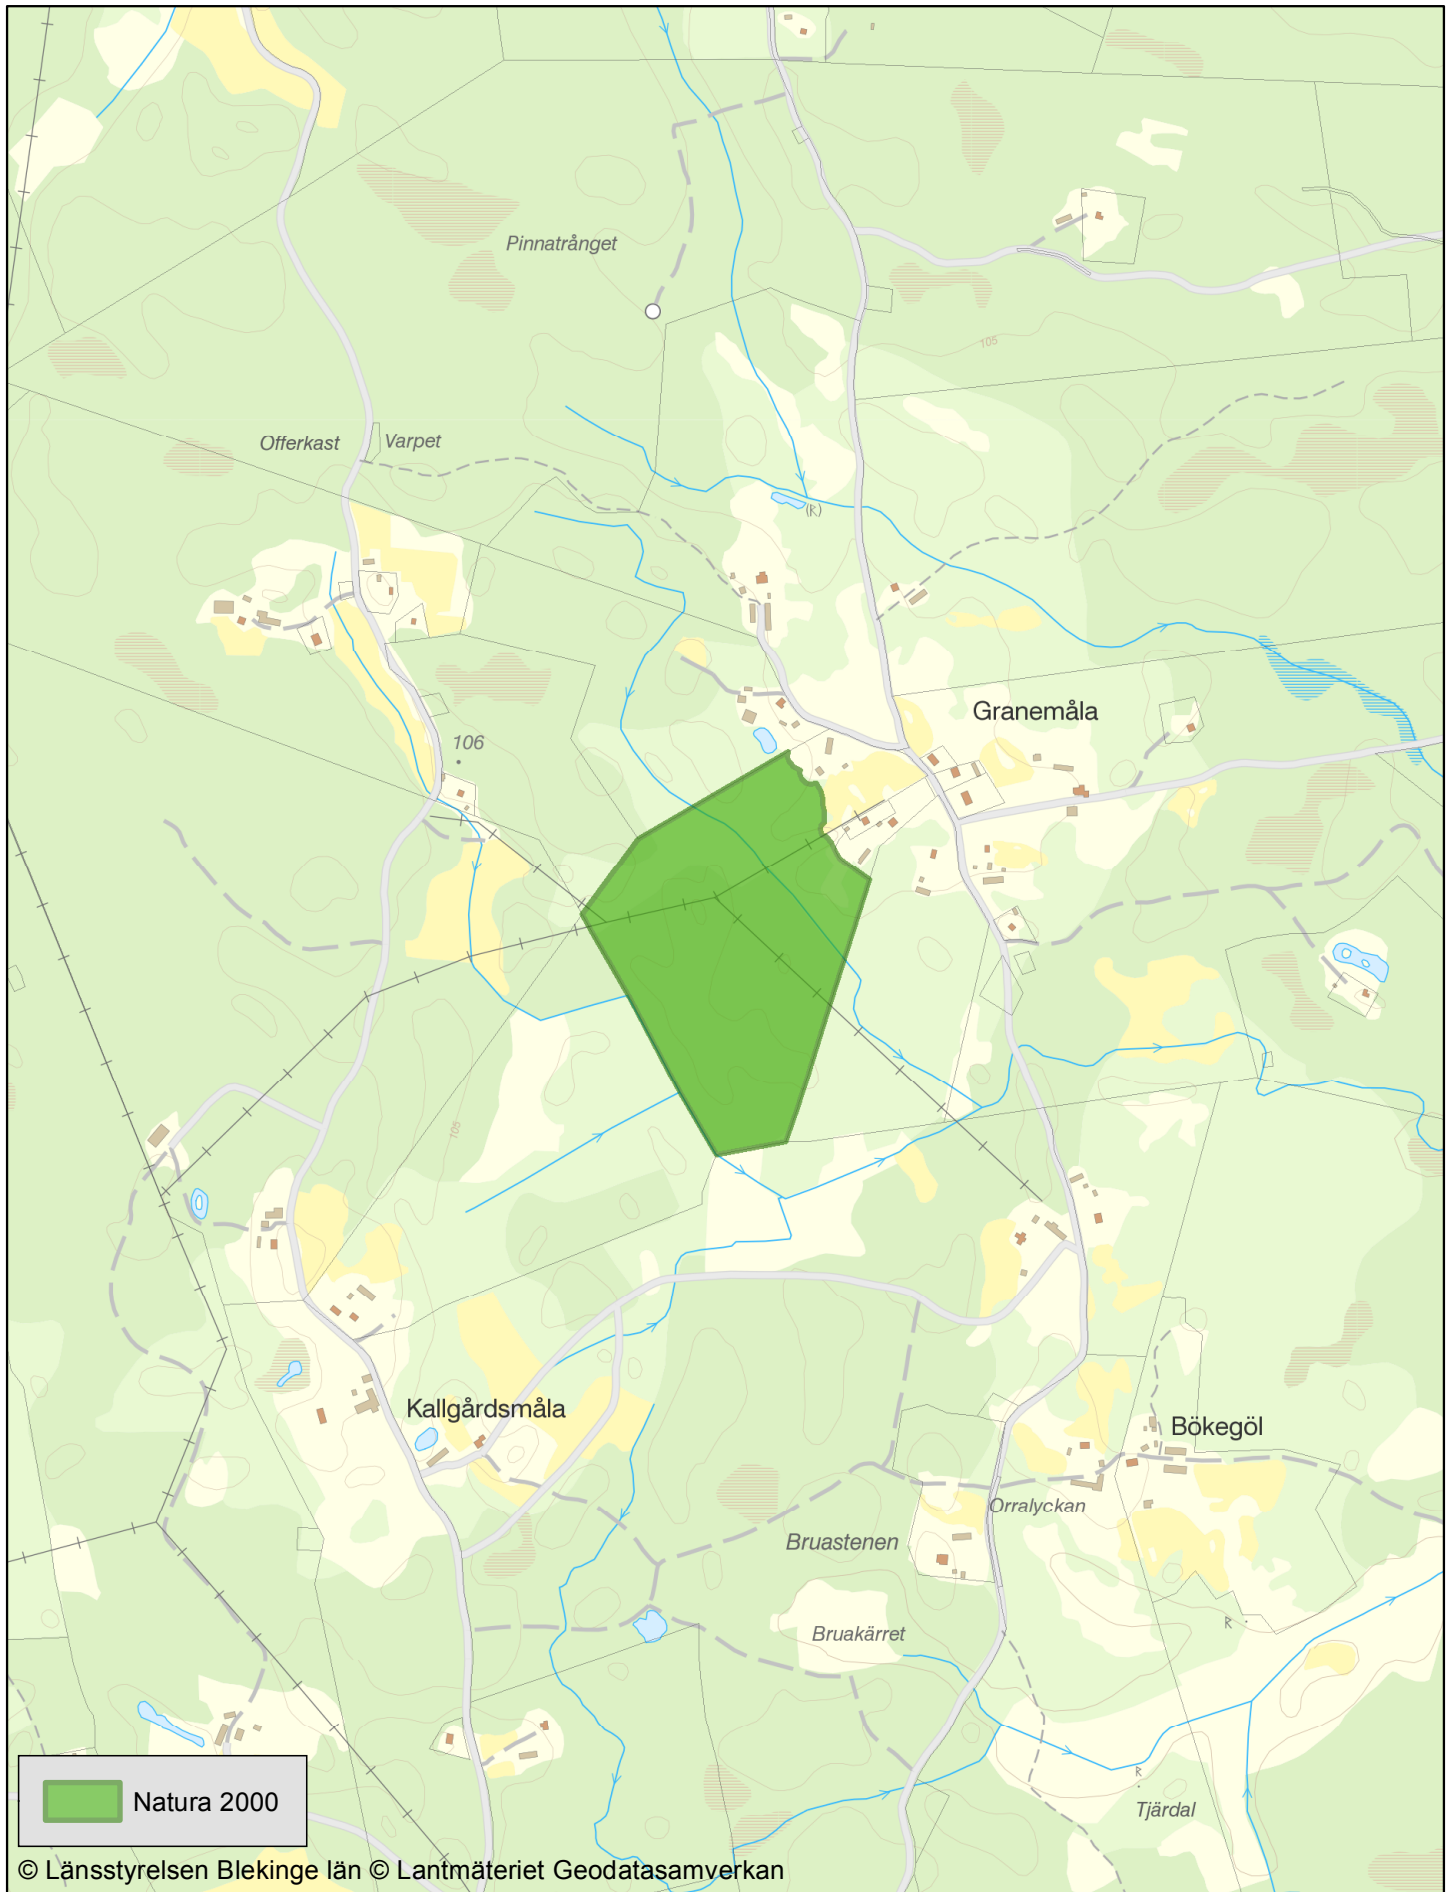 Pinnatrånget
105
Offerkast
Varpet
(R)
Granemåla
106
105
Kallgårdsmåla
Bökegöl
Orralyckan
Bruastenen
R
Bruakärret
R
Tjärdal
Natura 2000
© Länsstyrelsen Blekinge län © Lantmäteriet Geodatasamverkan